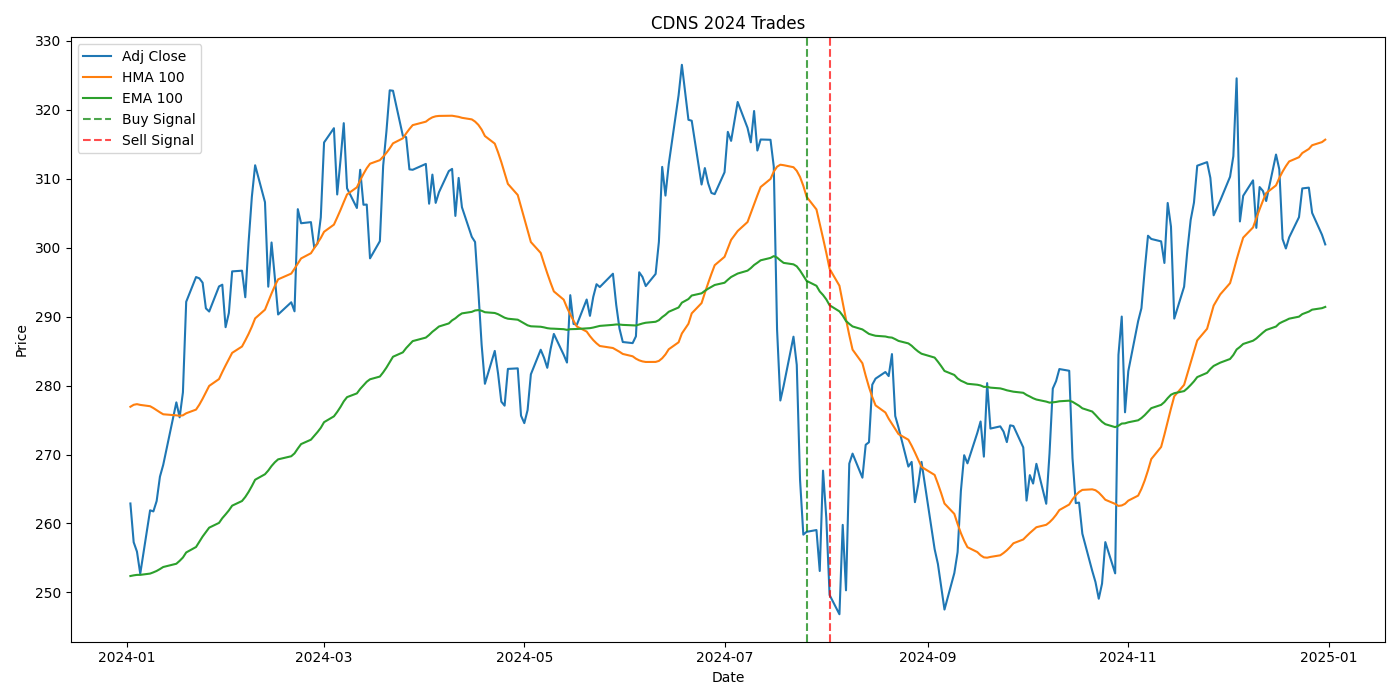 CDNS 2024 Trades
Adj Close
HMA 100
EMA 100
Buy Signal
Sell Signal
Price
330
320
310
300
290
280
270
260
250
2024-01
2024-03
2024-05
2024-07
2024-09
2024-11
2025-01
Date